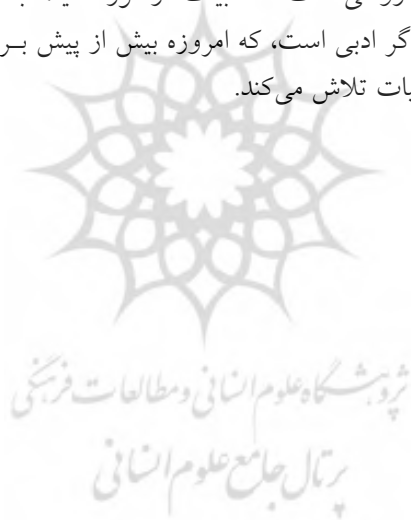 گر ادبی است، که امروزه بیش از پیش بـر
یات تلاش می‌کند.
پژوهشگاه علوم انسانی و مطالعات فرهنگی
پرتال جامع علوم انسانی